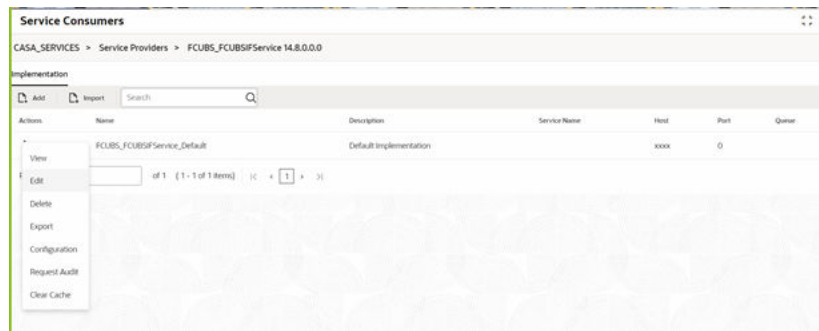 Service Consumers
CASA_SERVICES > Service Providers > FCUBS_FCUBSIFService 14.8.0.0.0
Implementation
Add Import Search
Actions Name Description Service Name Host Port Queue
FCUBS_FCUBSIFService_Default Default Implementation xxxx 0
View
of 1 (1 - 1 of 1 items) 1
Edit
Delete
Export
Configuration
Request Audit
Clear Cache